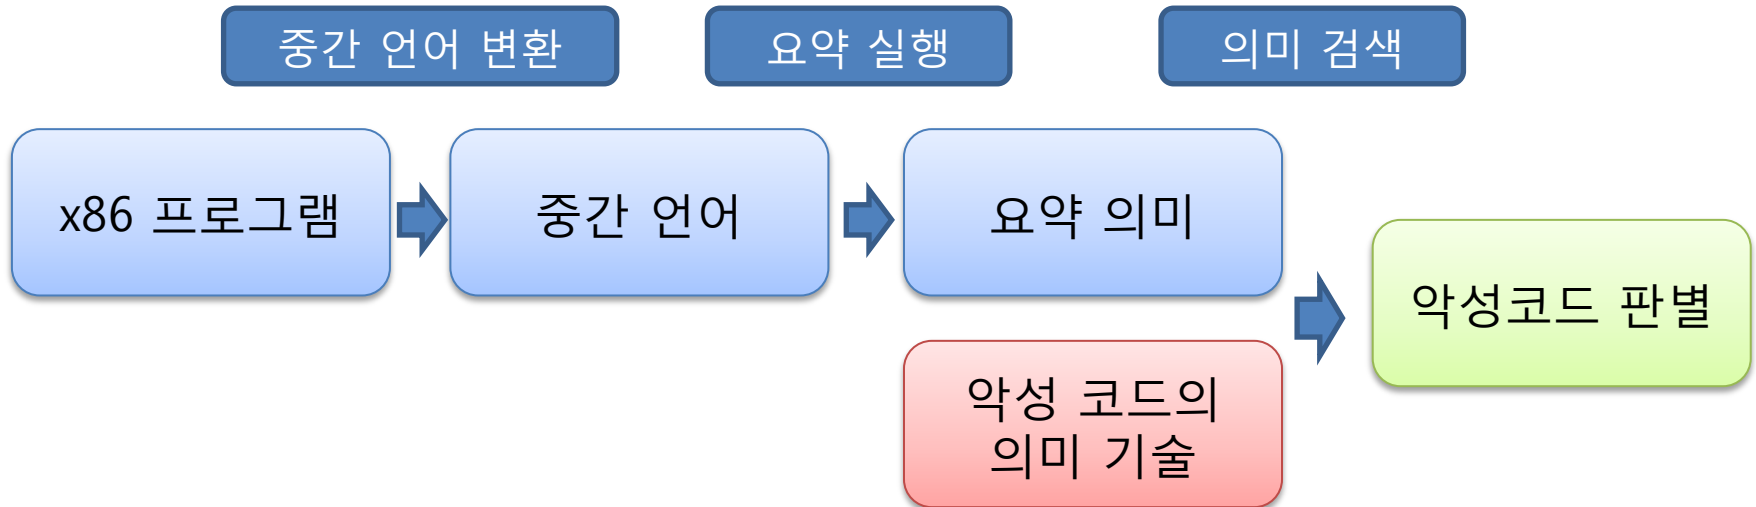 중간 언어 변환
요약 실행
의미 검색
x86 프로그램
중간 언어
요약 의미
악성코드 판별
악성 코드의
의미 기술